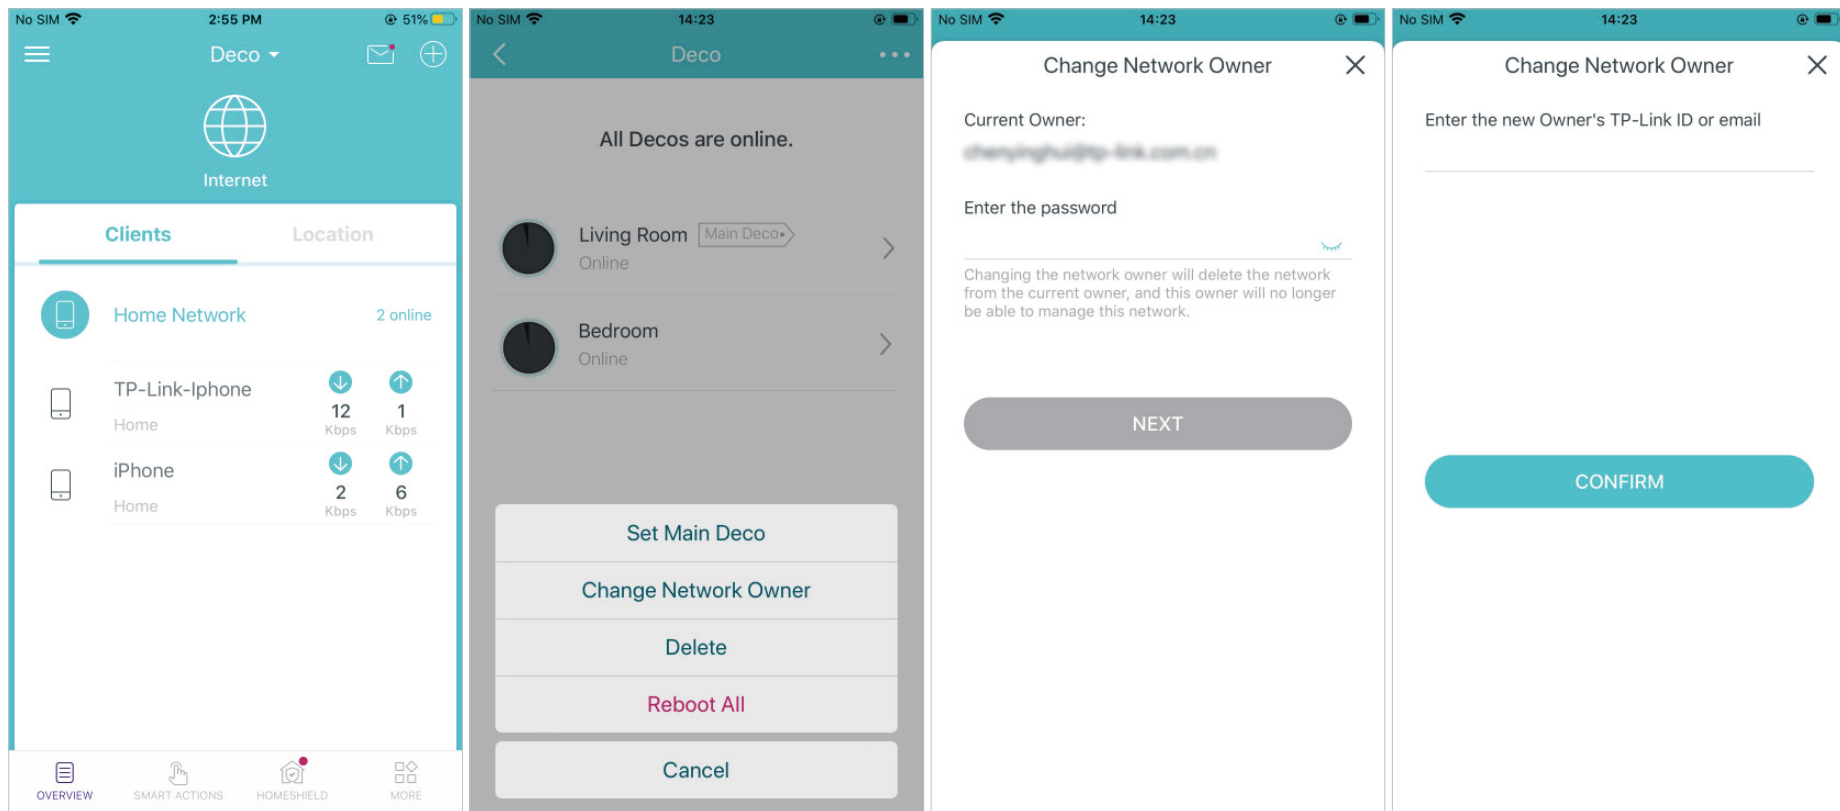 No SIM
2:55 PM
51%
Deco
Internet
Clients
Location
Home Network
2 online
TP-Link-Iphone
Home
12
Kbps
1
Kbps
iPhone
Home
2
Kbps
6
Kbps
OVERVIEW
SMART ACTIONS
HOMESHIELD
MORE
No SIM
14:23
Deco
All Decos are online.
Living Room
Main Deco
Online
Bedroom
Online
Set Main Deco
Change Network Owner
Delete
Reboot All
Cancel
No SIM
14:23
Change Network Owner
Current Owner:
Enter the password
Changing the network owner will delete the network
from the current owner, and this owner will no longer
be able to manage this network.
NEXT
No SIM
14:23
Change Network Owner
Enter the new Owner's TP-Link ID or email
CONFIRM